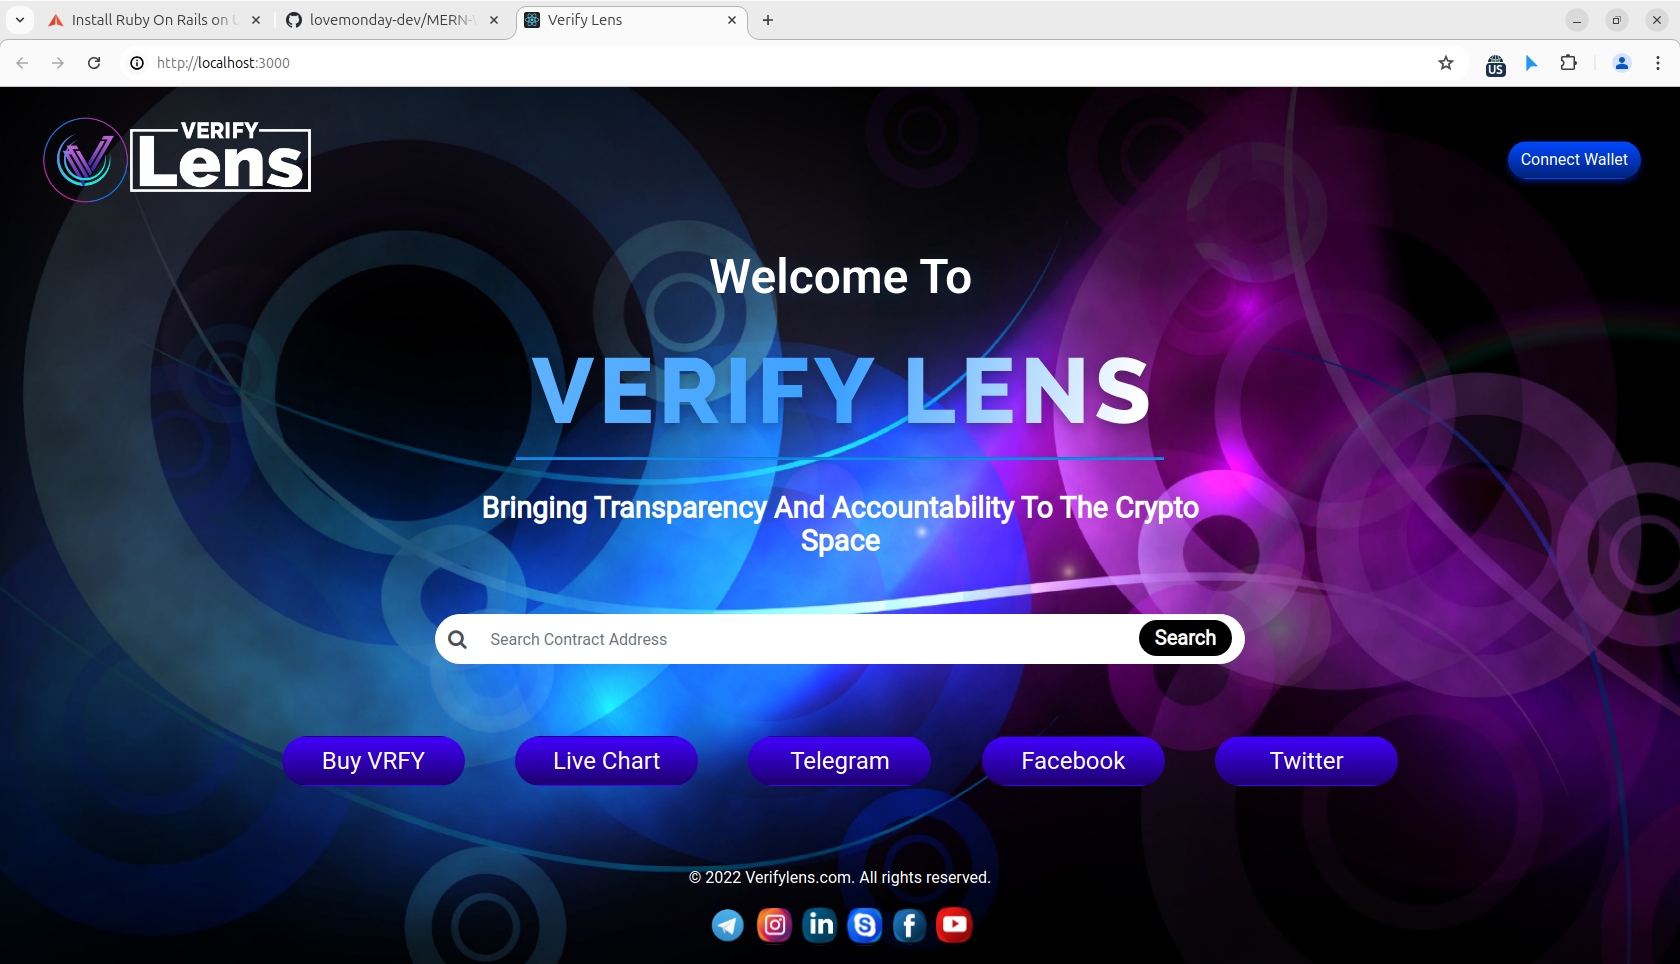 Install Ruby On Rails on
lovemonday-dev/MERN-
Verify Lens
http://localhost:3000
US
VERIFY
Lens
Connect Wallet
Welcome To
VERIFY LENS
Bringing Transparency And Accountability To The Crypto
Space
Search Contract Address
Search
Buy VRFY
Live Chart
Telegram
Facebook
Twitter
© 2022 Verifylens.com. All rights reserved.